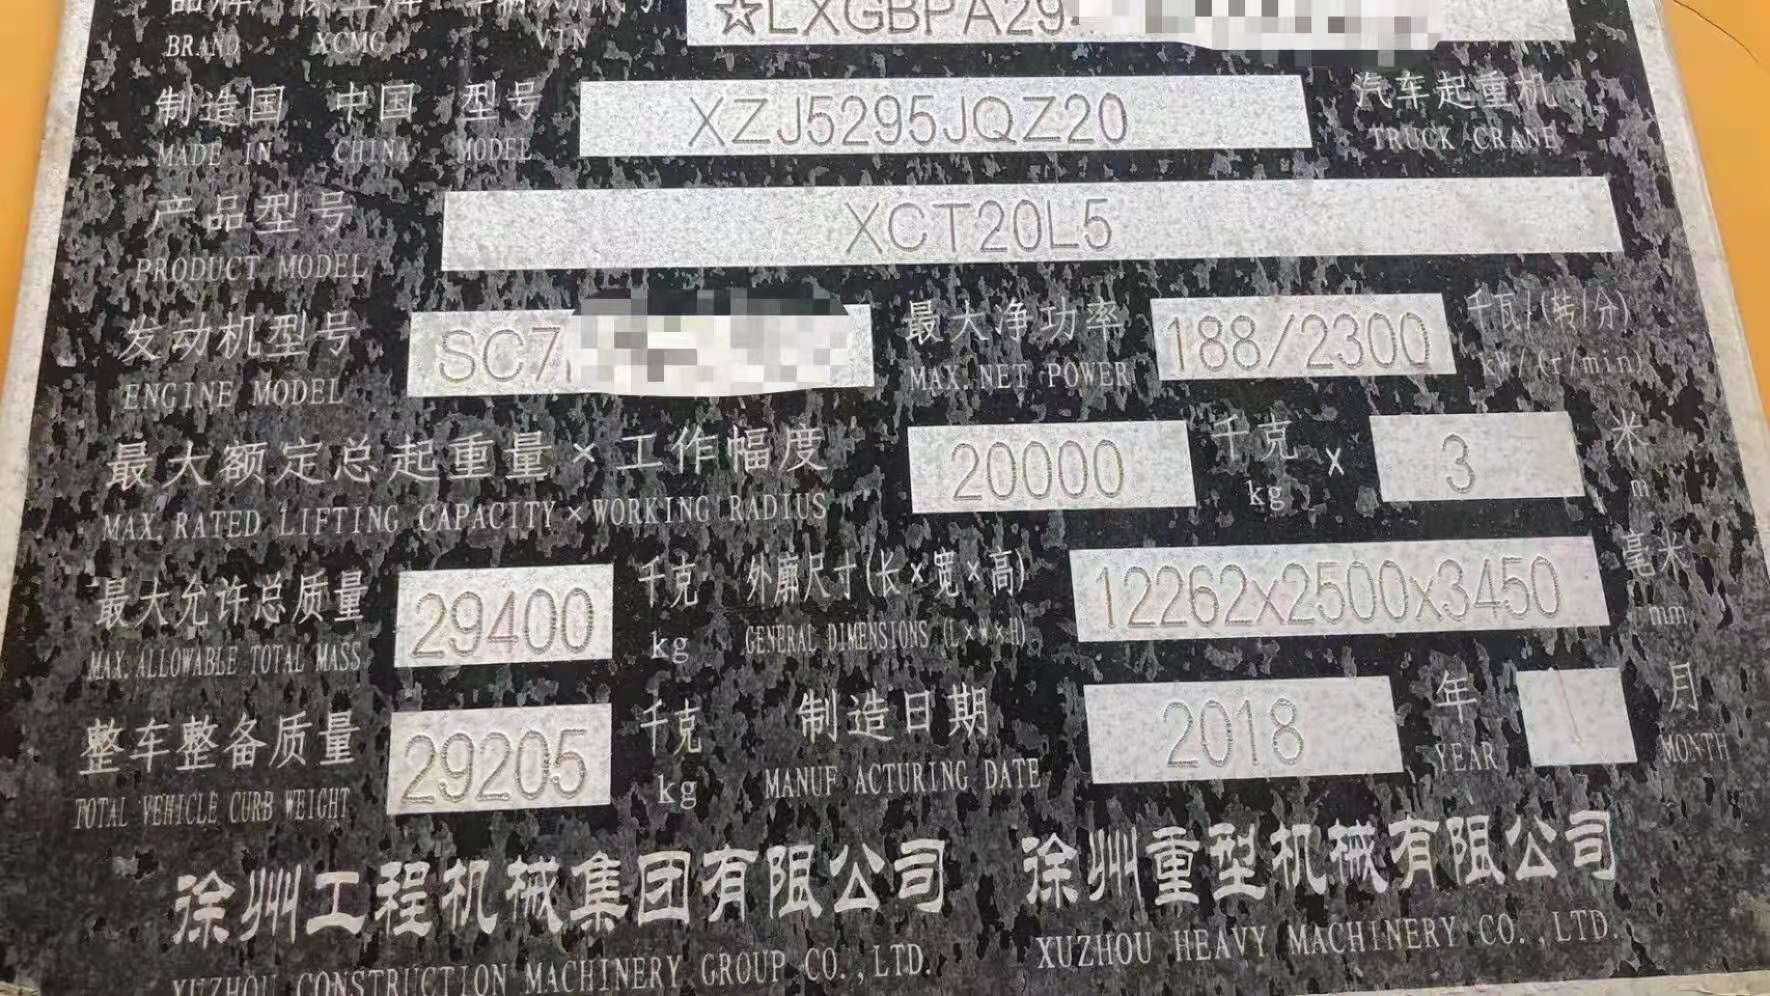 BRAND XCMG VIN ☆LXGBPA29
制造国 中国 型号 XZJ5295JQZ20 汽车起重机
MADE IN CHINA MODEL TRUCK CRANE
产品型号 XCT20L5
PRODUCT MODEL
发动机型号 SC7 最大净功率 188/2300 千瓦/(转/分)
ENGINE MODEL MAX.NET POWER kW/(r/min)
最大额定总起重量×工作幅度 20000 千克 × 3 米
MAX.RATED LIFTING CAPACITY×WORKING RADIUS kg m
最大允许总质量 29400 千克 外廓尺寸(长×宽×高) 12262x2500x3450 毫米
MAX.ALLOWABLE TOTAL MASS kg GENERAL DIMENSIONS (L×W×H) mm
整车整备质量 29205 千克 制造日期 2018 年 1 月
TOTAL VEHICLE CURB WEIGHT kg MANUF ACTURING DATE YEAR MONTH
徐州工程机械集团有限公司 徐州重型机械有限公司
XUZHOU CONSTRUCTION MACHINERY GROUP CO.,LTD. XUZHOU HEAVY MACHINERY CO.,LTD.